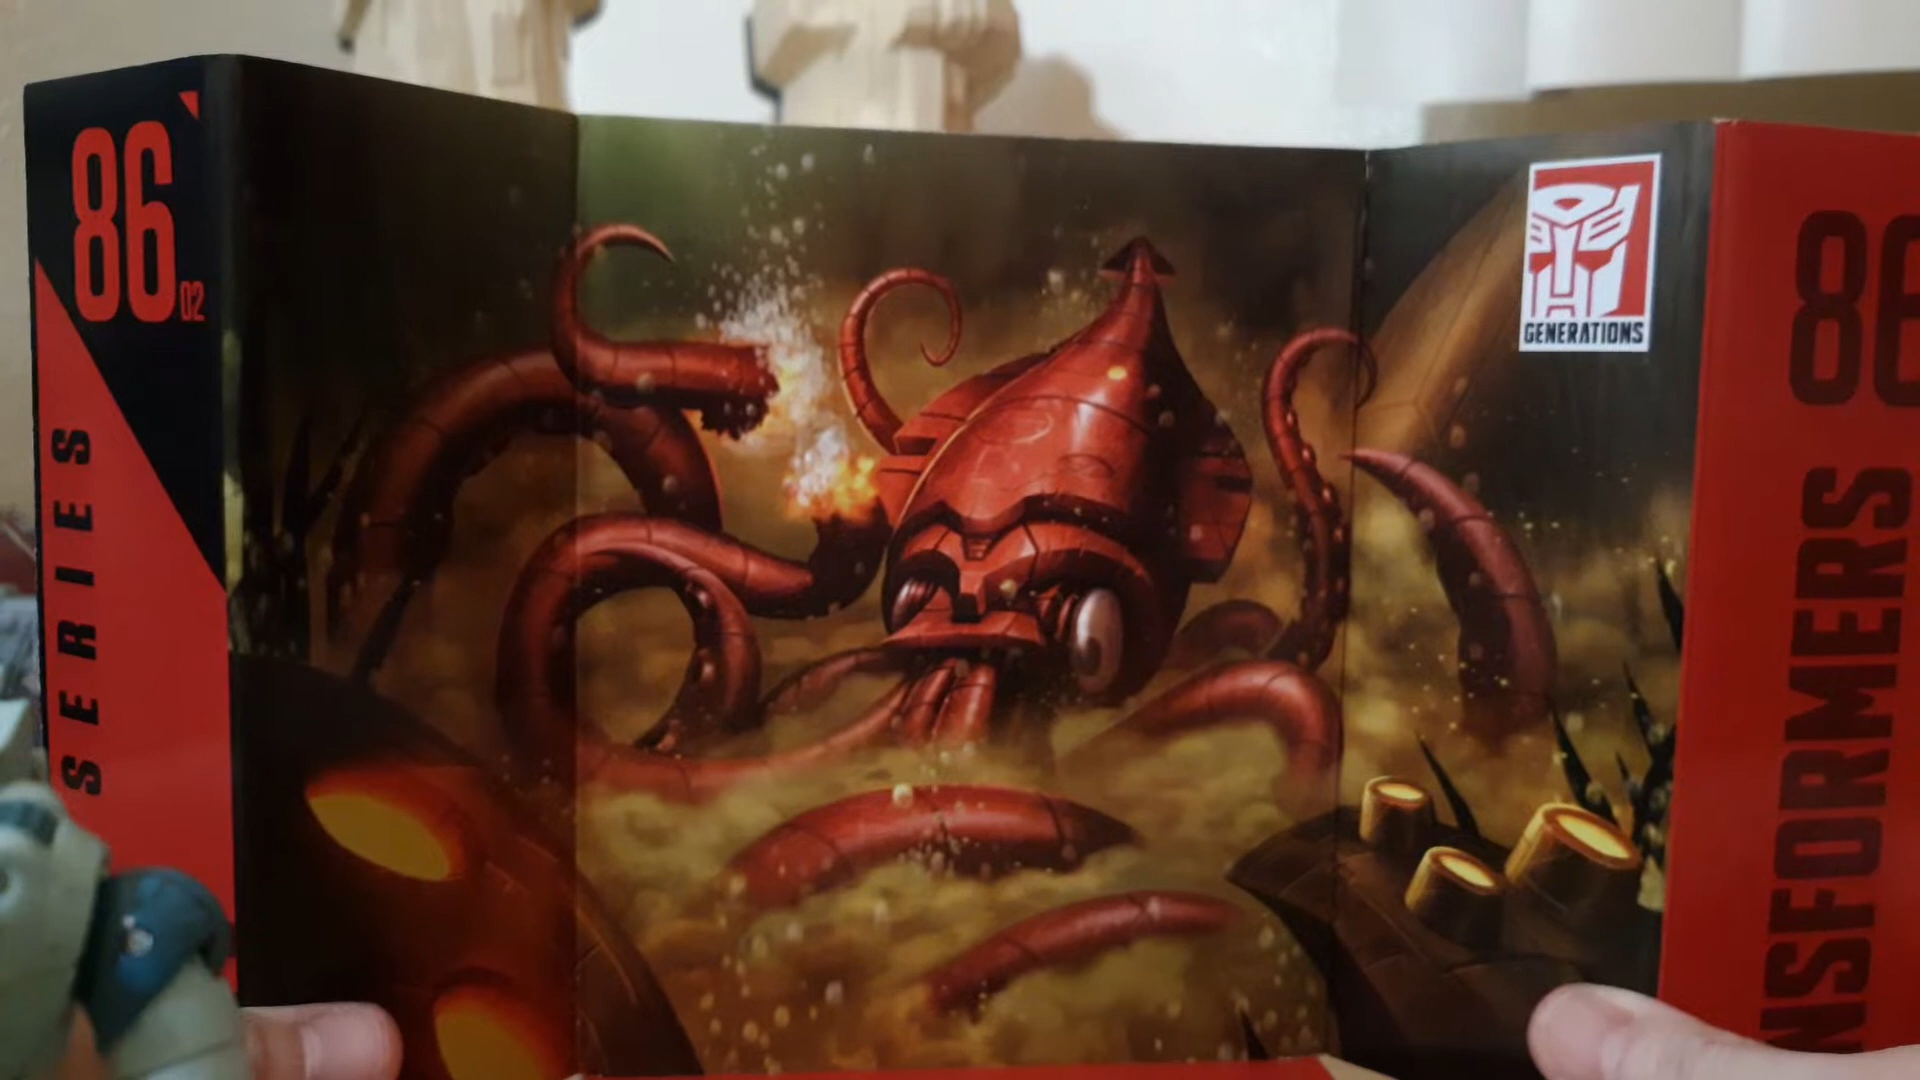 86
02
SERIES
GENERATIONS
86
NSFORMERS